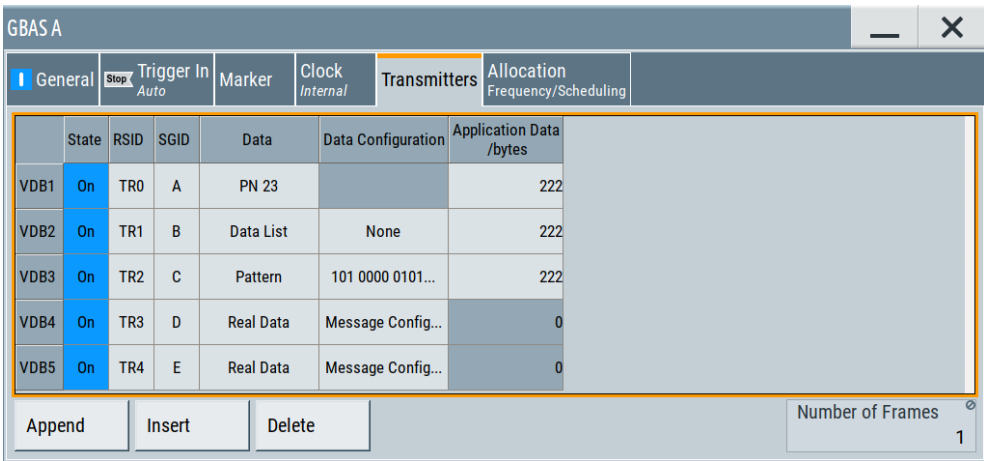 GBAS A
General Stop Trigger In Auto Marker Clock Internal Transmitters Allocation Frequency/Scheduling
State RSID SGID Data Data Configuration Application Data /bytes
VDB1 On TR0 A PN 23 222
VDB2 On TR1 B Data List None 222
VDB3 On TR2 C Pattern 101 0000 0101... 222
VDB4 On TR3 D Real Data Message Config... 0
VDB5 On TR4 E Real Data Message Config... 0
Append Insert Delete Number of Frames
1